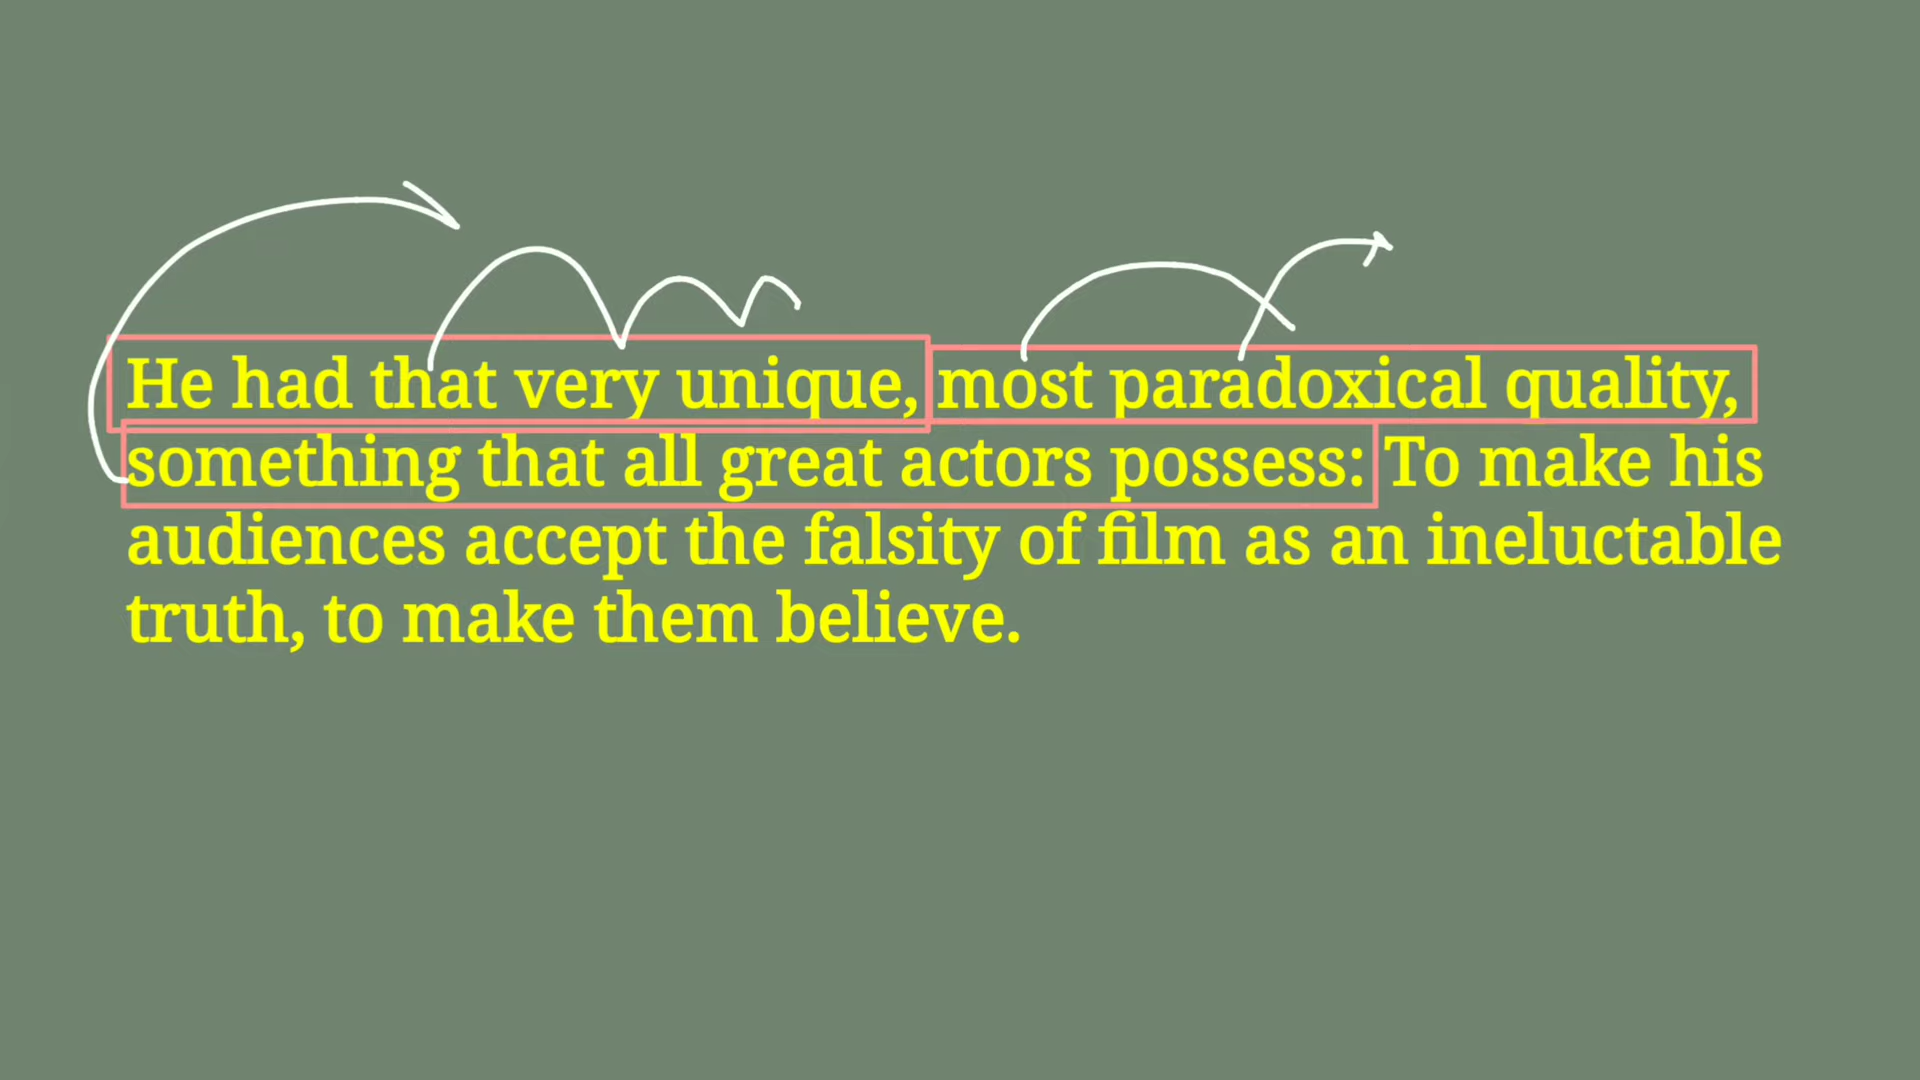 He had that very unique, most paradoxical quality,
something that all great actors possess: To make his
audiences accept the falsity of film as an ineluctable
truth, to make them believe.